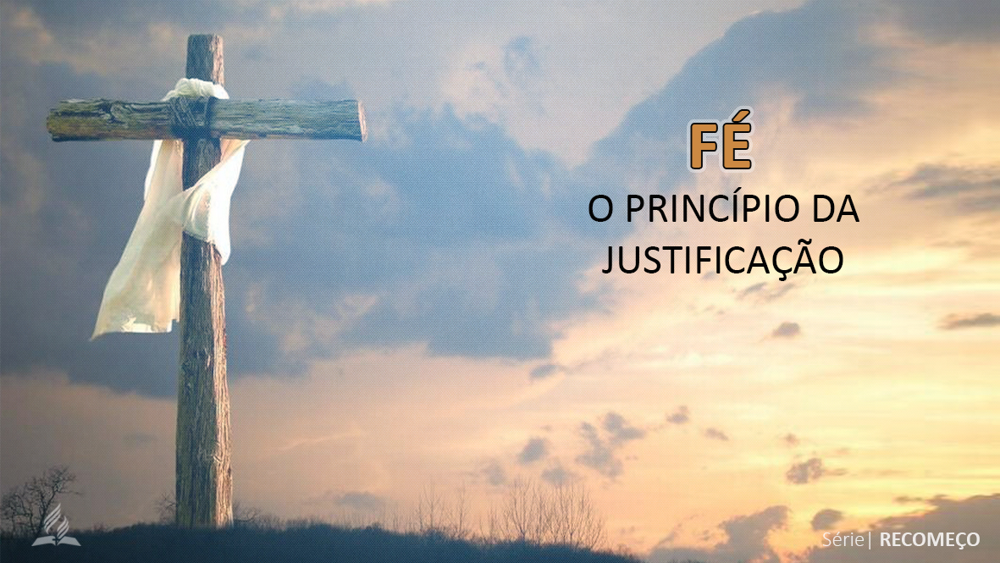 FÉ
O PRINCÍPIO DA
JUSTIFICAÇÃO
Série| RECOMEÇO